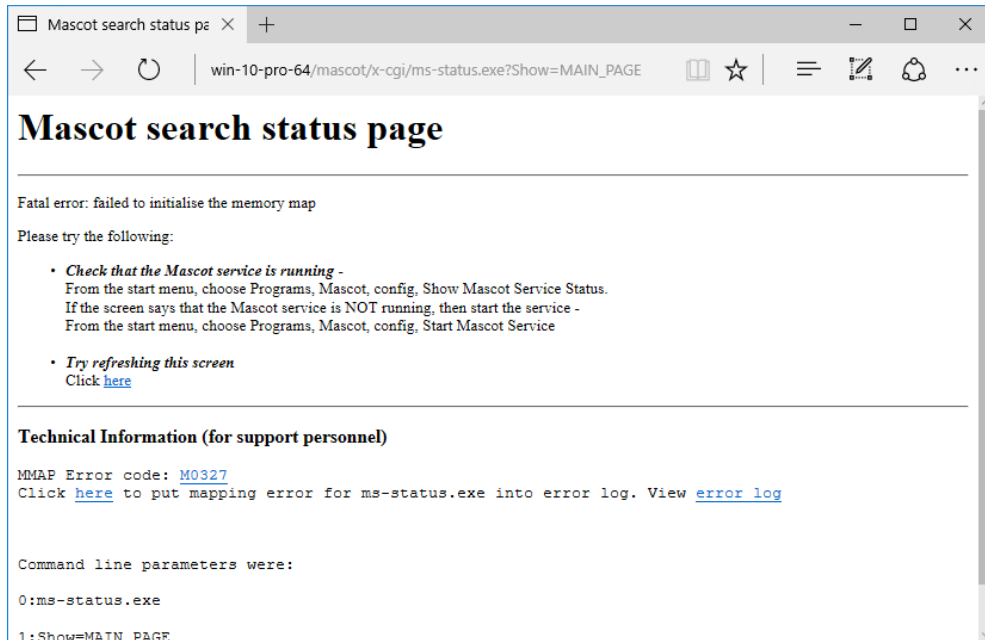 Mascot search status pa
win-10-pro-64/mascot/x-cgi/ms-status.exe?Show=MAIN_PAGE
Mascot search status page
Fatal error: failed to initialise the memory map
Please try the following:
• Check that the Mascot service is running -
From the start menu, choose Programs, Mascot, config, Show Mascot Service Status.
If the screen says that the Mascot service is NOT running, then start the service -
From the start menu, choose Programs, Mascot, config, Start Mascot Service
• Try refreshing this screen
Click here
Technical Information (for support personnel)
MMAP Error code: M0327
Click here to put mapping error for ms-status.exe into error log. View error log
Command line parameters were:
0:ms-status.exe
1:Show=MAIN_PAGE